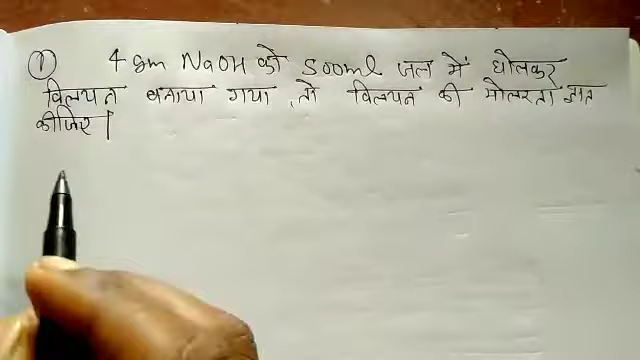 ① 4 gm NaOH को 500ml जल में घोलकर
विलयन बनाया गया, तो विलयन की मोलरता ज्ञात
कीजिए।